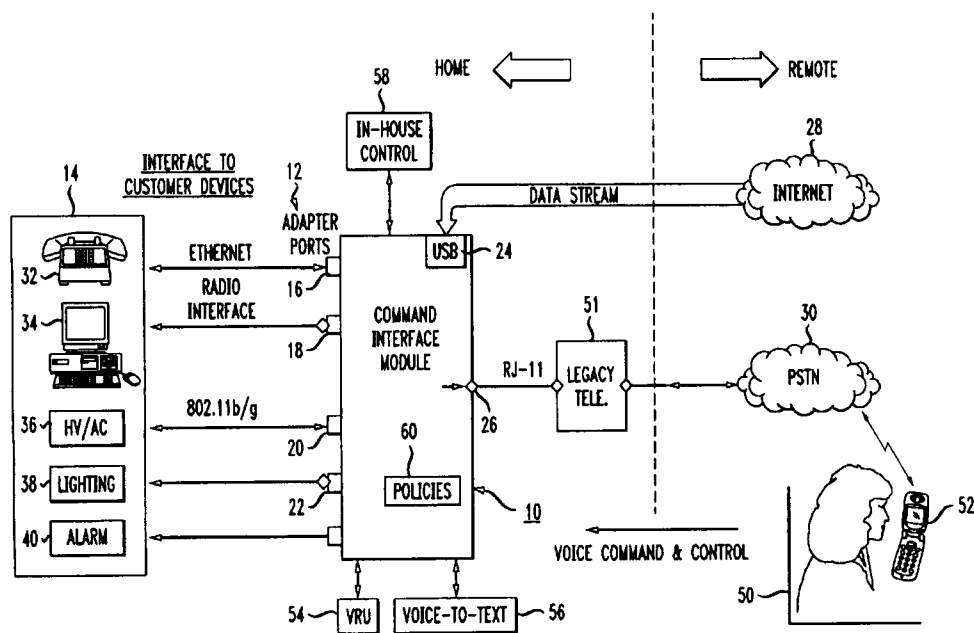 HOME
REMOTE
58
IN-HOUSE
CONTROL
28
INTERNET
INTERFACE TO
CUSTOMER DEVICES
14
12
ADAPTER
PORTS
DATA STREAM
USB
24
ETHERNET
32
16
RADIO
INTERFACE
34
18
COMMAND
INTERFACE
MODULE
51
LEGACY
TELE.
RJ-11
26
30
PSTN
802.11b/g
36
HV/AC
20
60
POLICIES
38
LIGHTING
22
10
40
ALARM
VOICE COMMAND & CONTROL
52
50
54
VRU
VOICE-TO-TEXT
56